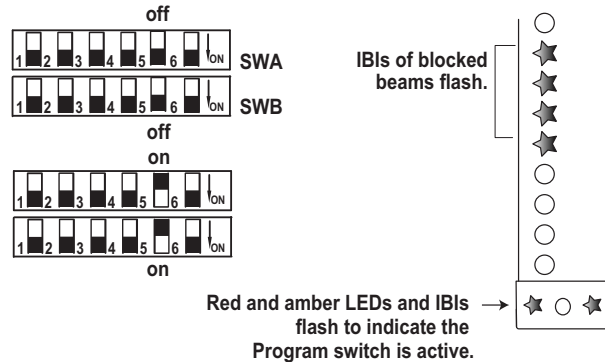 off
1 2 3 4 5 6 ON SWA
1 2 3 4 5 6 ON SWB
off
on
1 2 3 4 5 6 ON
1 2 3 4 5 6 ON
on
IBIs of blocked
beams flash.
Red and amber LEDs and IBIs
flash to indicate the
Program switch is active.